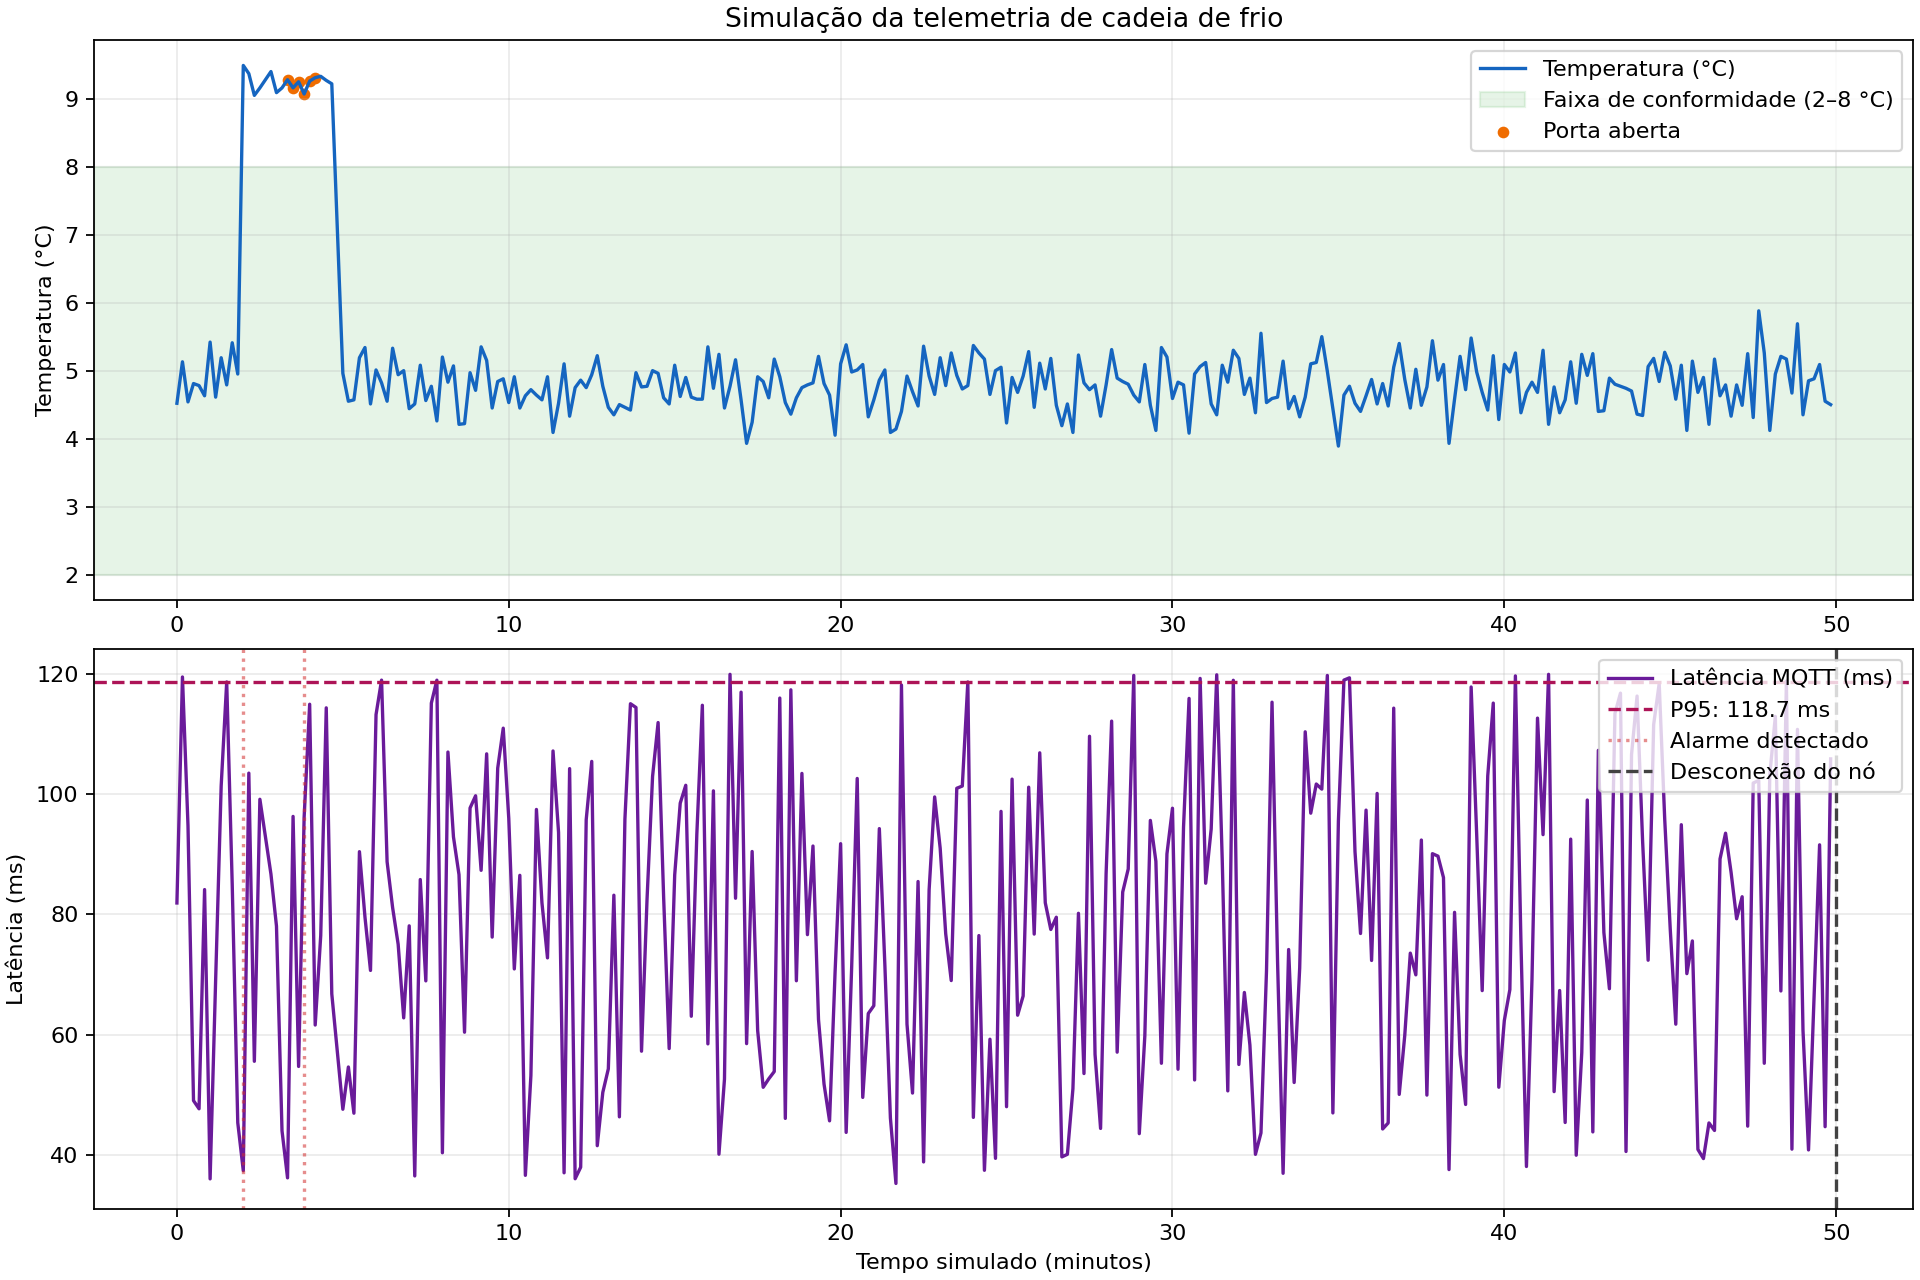 Simulação da telemetria de cadeia de frio
Temperatura (°C)
9
8
7
6
5
4
3
2
Temperatura (°C)
Faixa de conformidade (2–8 °C)
Porta aberta
0 10 20 30 40 50
Latência (ms)
120
100
80
60
40
Latência MQTT (ms)
P95: 118.7 ms
Alarme detectado
Desconexão do nó
0 10 20 30 40 50
Tempo simulado (minutos)